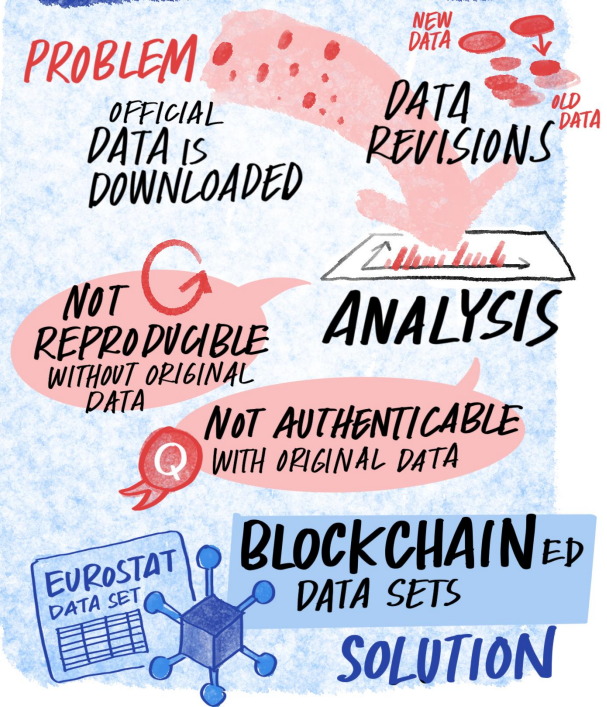 PROBLEM
NEW
DATA
OLD
DATA
OFFICIAL
DATA IS
DOWNLOADED
DATA
REVISIONS
ANALYSIS
NOT
REPRODUCIBLE
WITHOUT ORIGINAL
DATA
NOT AUTHENTICABLE
WITH ORIGINAL DATA
Q
BLOCKCHAINED
DATA SETS
EUROSTAT
DATA SET
SOLUTION